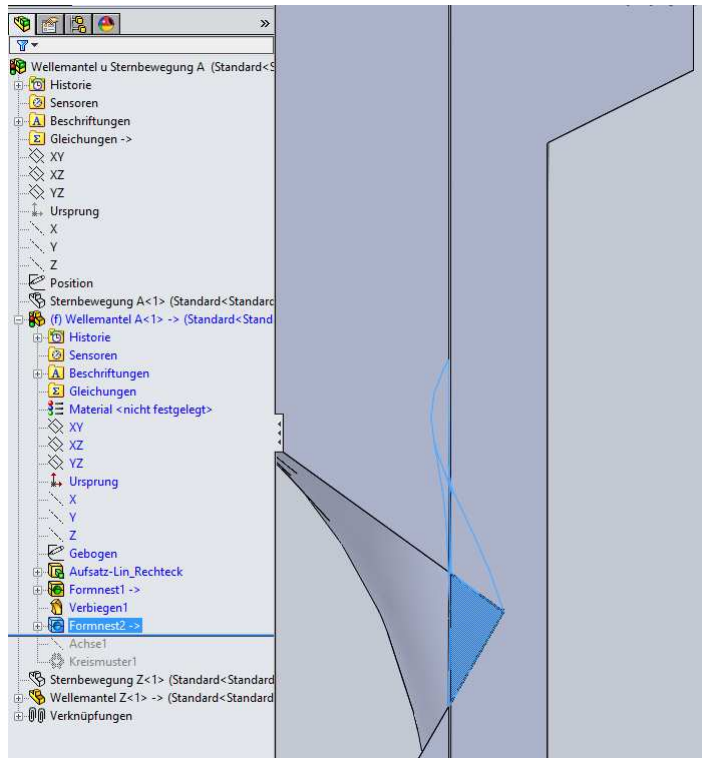 »
Wellemantel u Sternbewegung A (Standard<S
Historie
Sensoren
Beschriftungen
Gleichungen ->
XY
XZ
YZ
Ursprung
X
Y
Z
Position
Sternbewegung A<1> (Standard<Standarc
(f) Wellemantel A<1> -> (Standard<Stand
Historie
Sensoren
Beschriftungen
Gleichungen
Material <nicht festgelegt>
XY
XZ
YZ
Ursprung
X
Y
Z
Gebogen
Aufsatz-Lin_Rechteck
Formnest1 ->
Verbiegen1
Formnest2 ->
Achse1
Kreismuster1
Sternbewegung Z<1> (Standard<Standard
Wellemantel Z<1> -> (Standard<Standard
Verknüpfungen